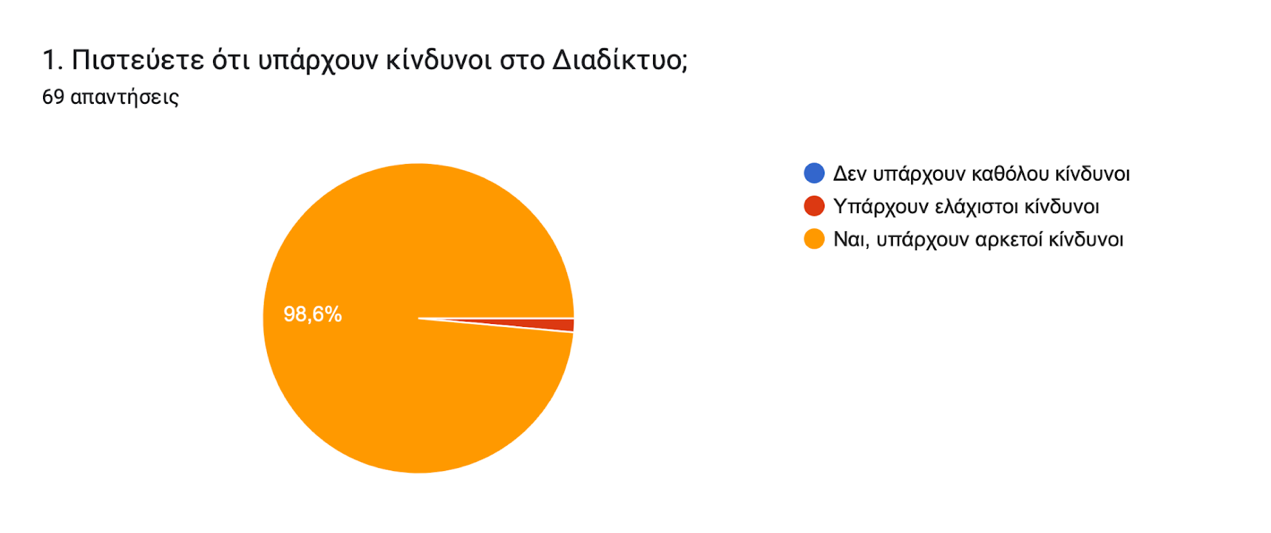 1. Πιστεύετε ότι υπάρχουν κίνδυνοι στο Διαδίκτυο;
69 απαντήσεις
Δεν υπάρχουν καθόλου κίνδυνοι
Υπάρχουν ελάχιστοι κίνδυνοι
Ναι, υπάρχουν αρκετοί κίνδυνοι
98,6%